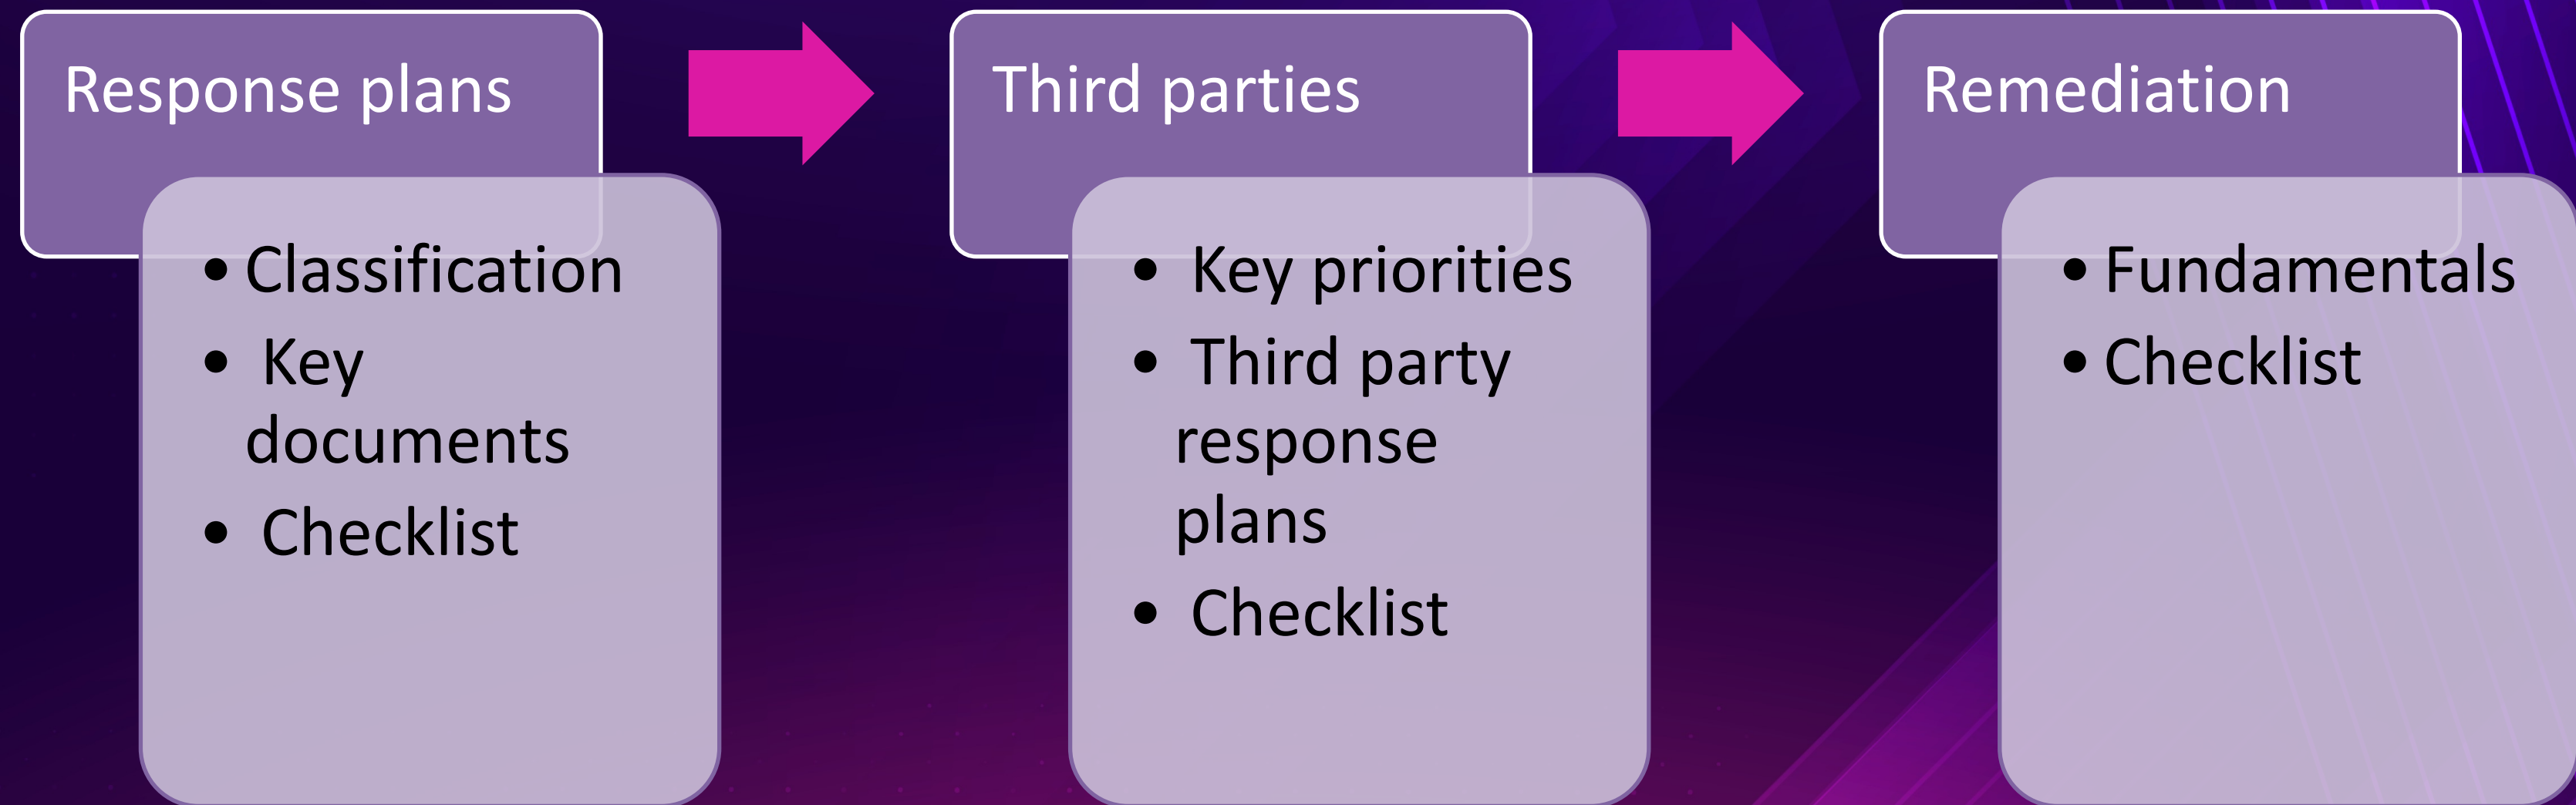 Response plans
• Classification
• Key
documents
• Checklist
Third parties
• Key priorities
• Third party
response
plans
• Checklist
Remediation
• Fundamentals
• Checklist